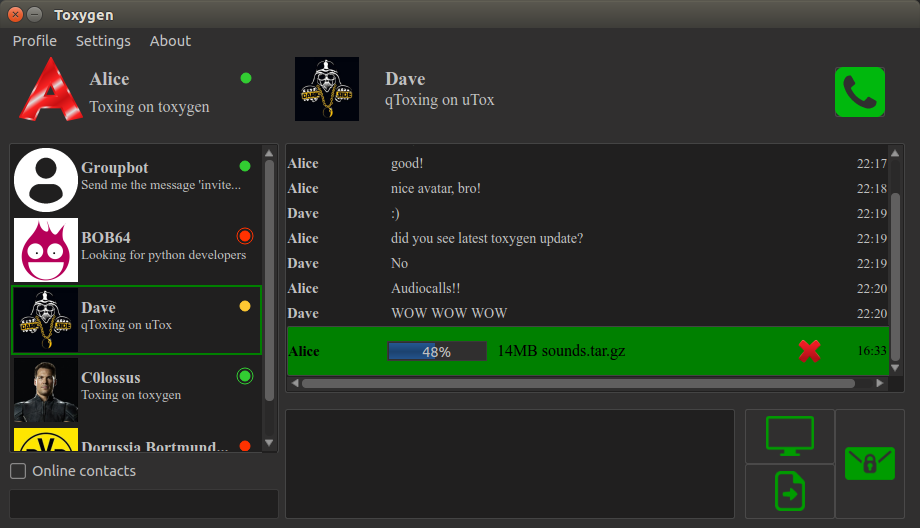 Toxygen
Profile Settings About
Alice
Toxing on toxygen
Dave
qToxing on uTox
Groupbot
Send me the message 'invite...
BOB64
Looking for python developers
Dave
qToxing on uTox
C0lossus
Toxing on toxygen
Dorussia Bortmund...
Online contacts
Alice good! 22:17
Alice nice avatar, bro! 22:18
Dave :) 22:19
Alice did you see latest toxygen update? 22:19
Dave No 22:19
Alice Audiocalls!! 22:20
Dave WOW WOW WOW 22:20
Alice 48% 14MB sounds.tar.gz 16:33